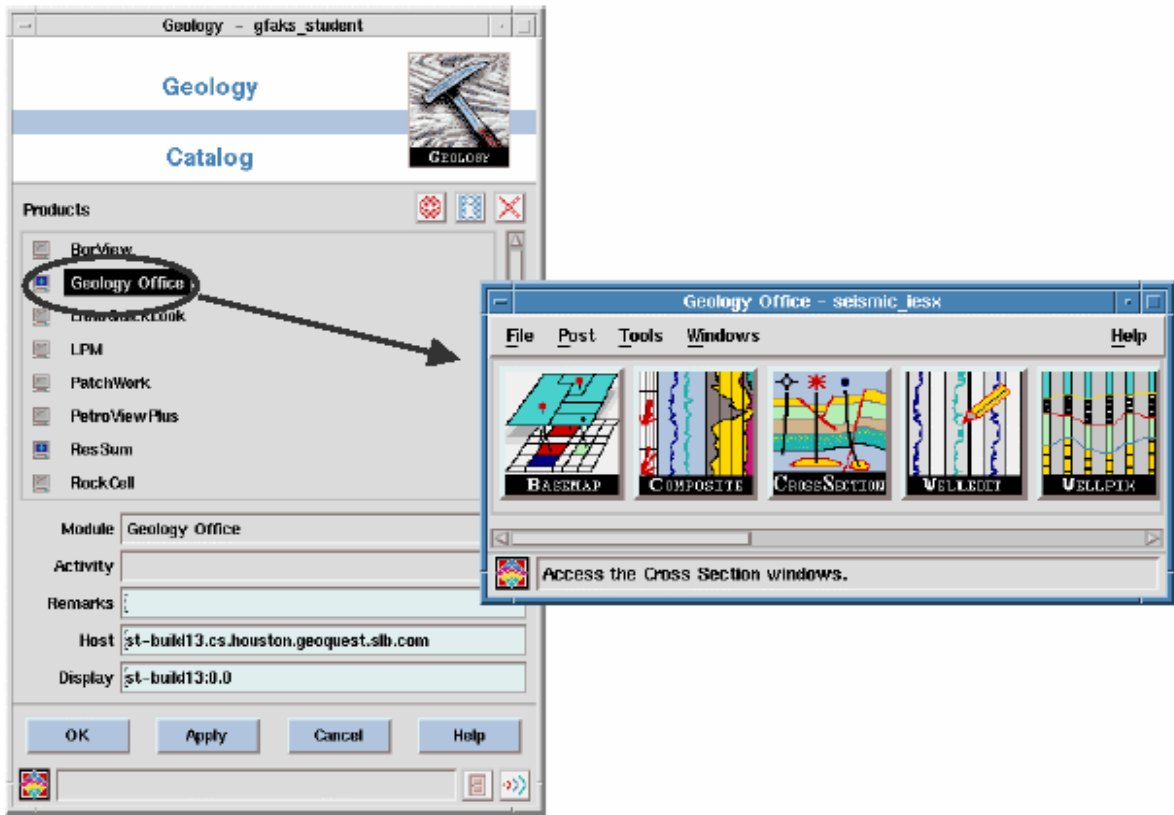 Geology - gfaks_student
Geology
Catalog
GEOLOGY
Products
BorView
Geology Office
LPM
PatchWork
PetroViewPlus
ResSum
RockCell
Module Geology Office
Activity
Remarks
Host st-build13.cs.houston.geoquest.slb.com
Display st-build13:0.0
OK Apply Cancel Help
Geology Office - seismic_iesx
File Post Tools Windows Help
BASEMAP COMPOSITE CROSSSECTION WELLEDIT WELLPIX
Access the Cross Section windows.